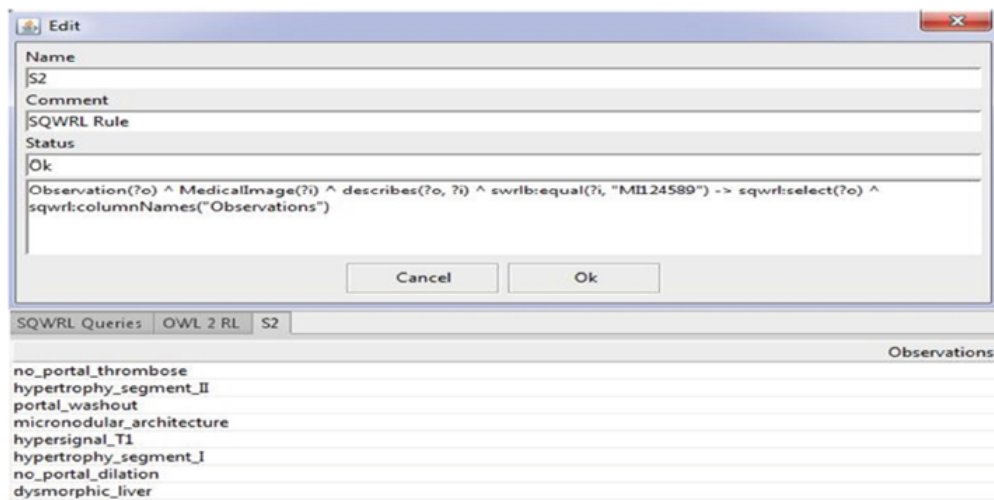 Edit
Name
S2
Comment
SQWRL Rule
Status
Ok
Observation(?o) ^ MedicalImage(?i) ^ describes(?o, ?i) ^ swrlb:equal(?i, "MI124589") -> sqwrl:select(?o) ^
sqwrl:columnNames("Observations")
Cancel Ok
SQWRL Queries OWL 2 RL S2
Observations
no_portal_thrombose
hypertrophy_segment_II
portal_washout
micronodular_architecture
hypersignal_T1
hypertrophy_segment_I
no_portal_dilation
dysmorphic_liver